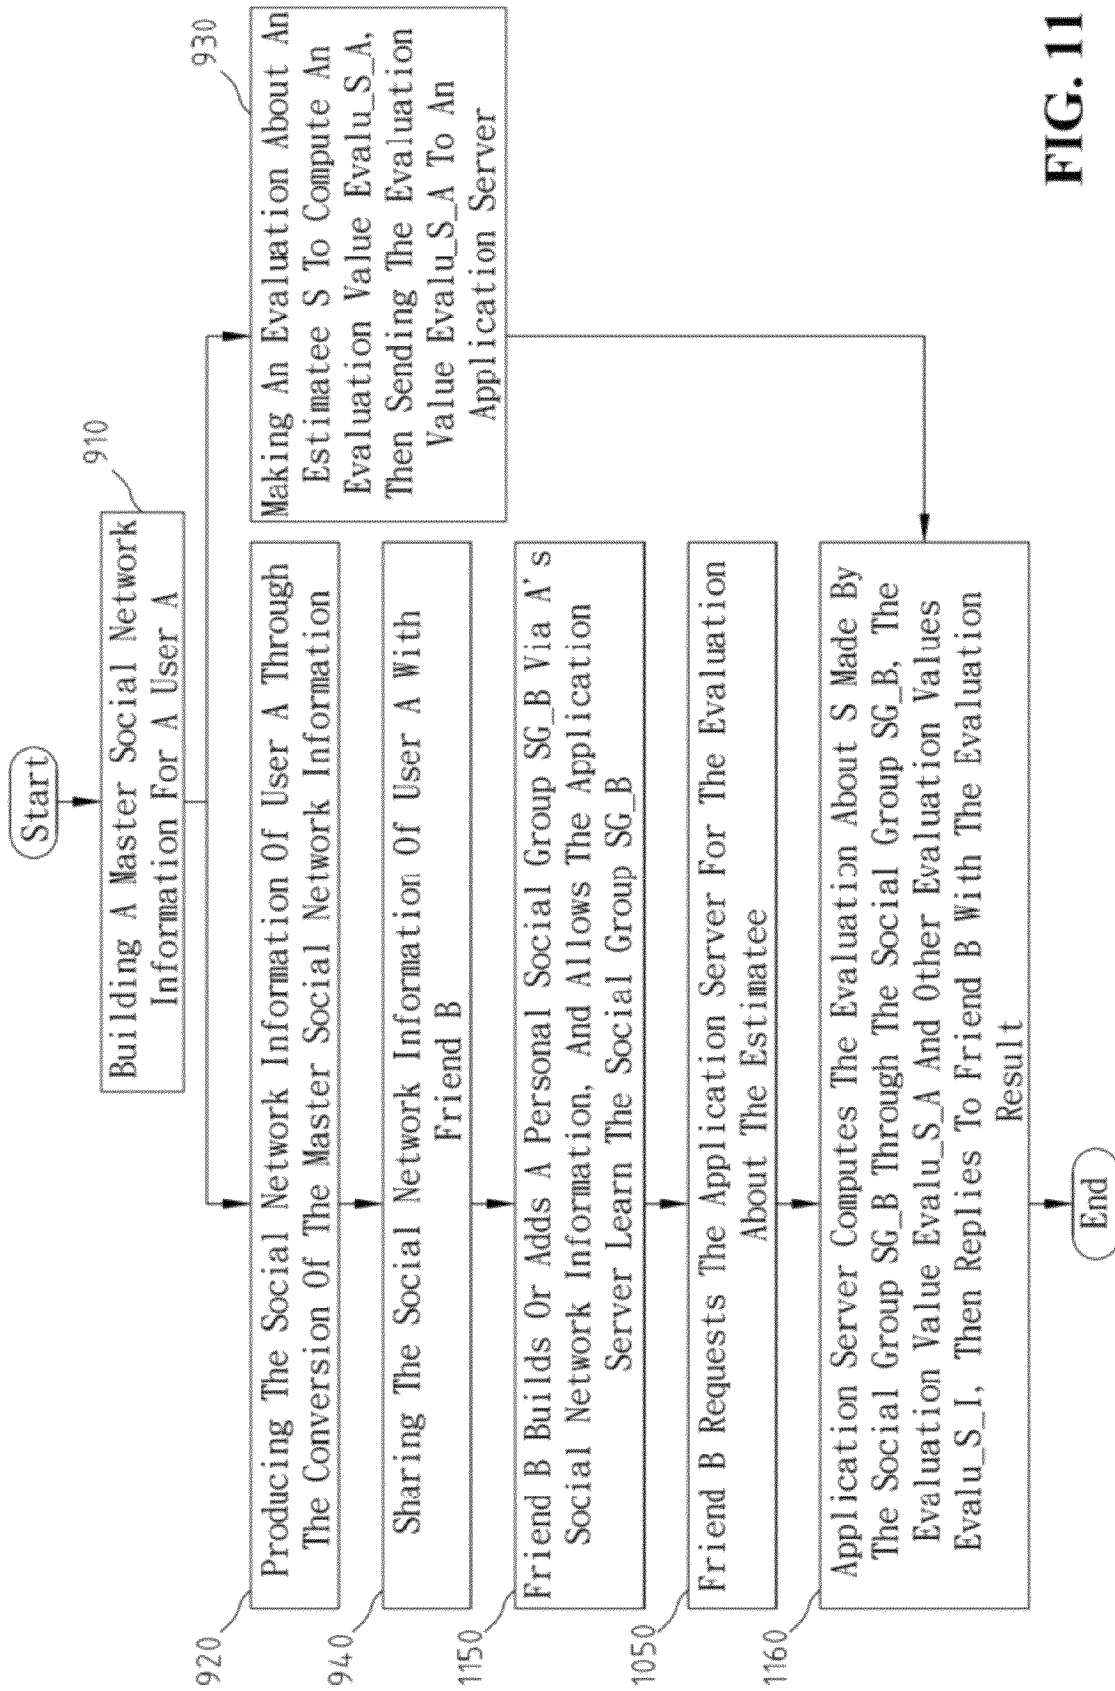 Start
910
Building A Master Social Network
Information For A User A
920
Producing The Social Network Information Of User A Through
The Conversion Of The Master Social Network Information
930
Making An Evaluation About An
Estimatee S To Compute An
Evaluation Value Evalu_S_A,
Then Sending The Evaluation
Value Evalu_S_A To An
Application Server
940
Sharing The Social Network Information Of User A With
Friend B
1150
Friend B Builds Or Adds A Personal Social Group SG_B Via A's
Social Network Information, And Allows The Application
Server Learn The Social Group SG_B
1050
Friend B Requests The Application Server For The Evaluation
About The Estimatee
1160
Application Server Computes The Evaluation About S Made By
The Social Group SG_B Through The Social Group SG_B, The
Evaluation Value Evalu_S_A And Other Evaluation Values
Evalu_S_I, Then Replies To Friend B With The Evaluation
Result
End
FIG. 11